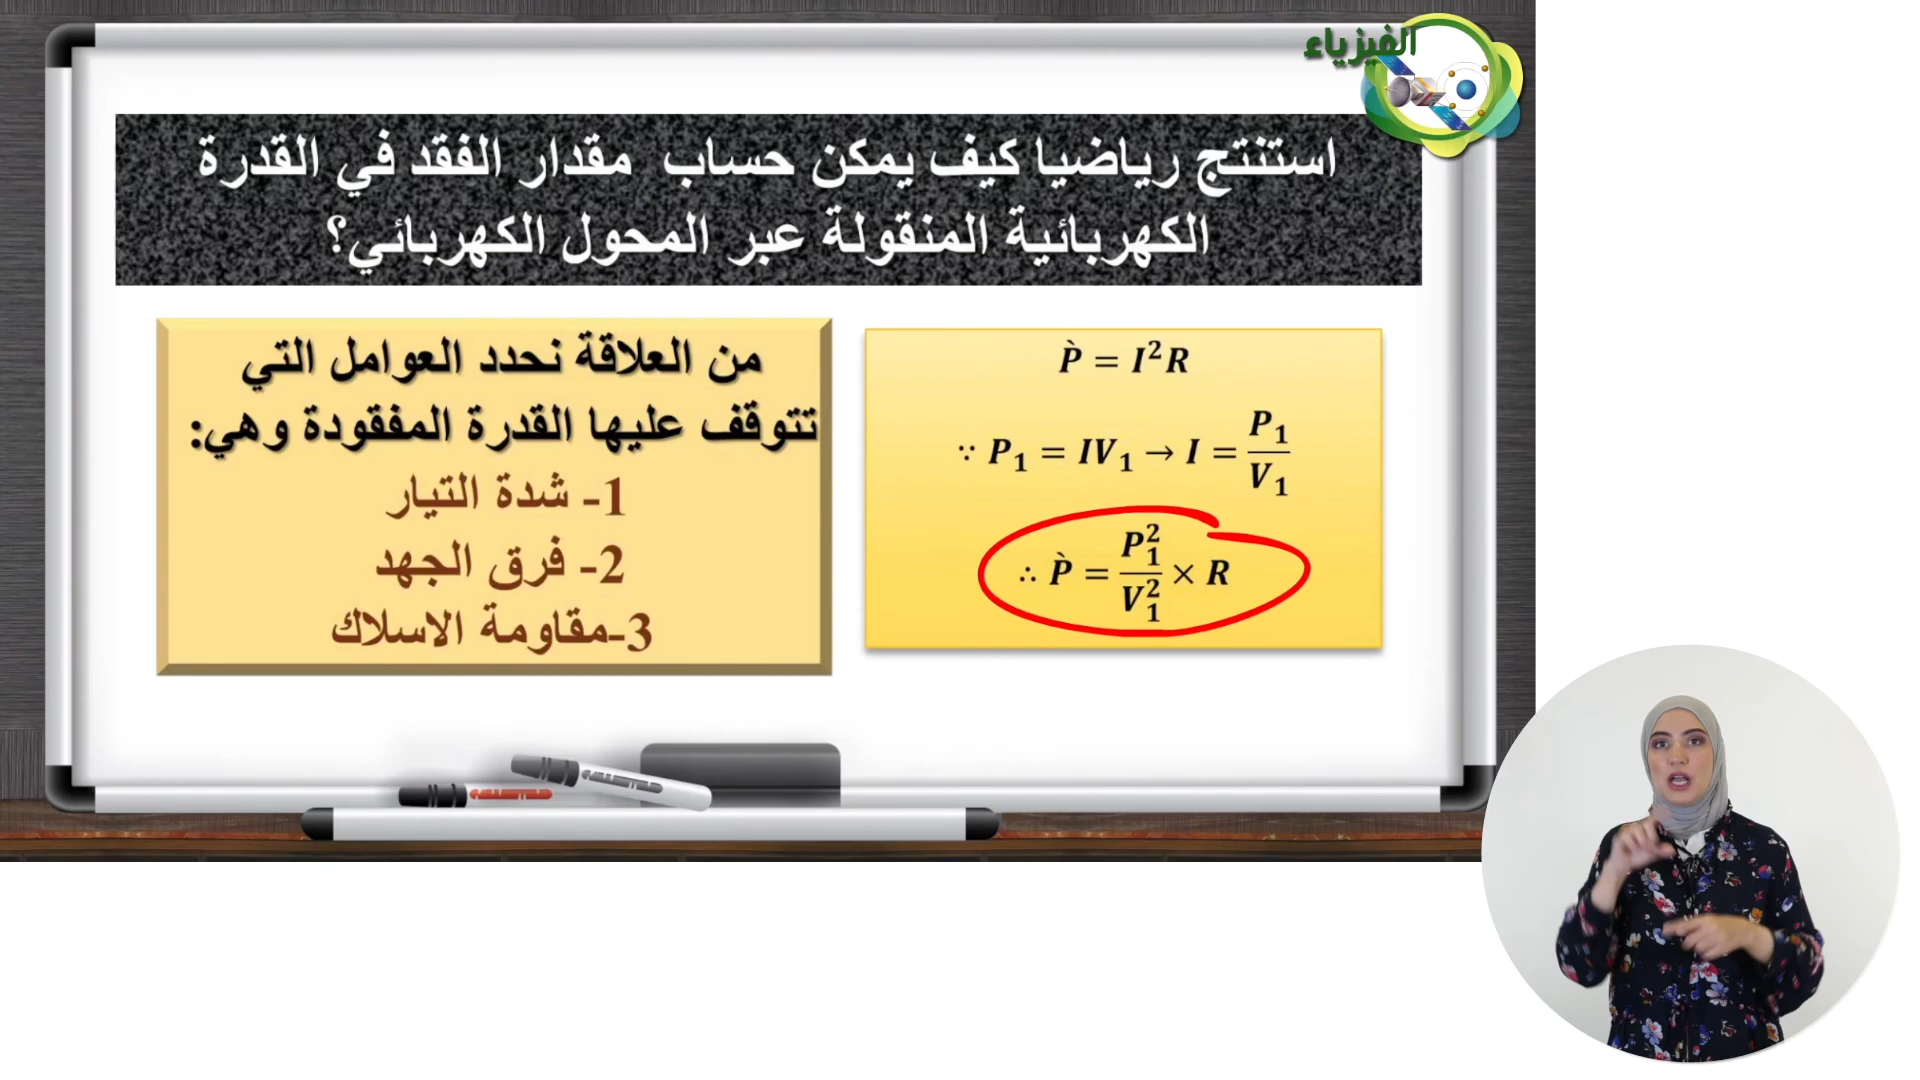 الفيزياء
استنتج رياضيا كيف يمكن حساب مقدار الفقد في القدرة
الكهربائية المنقولة عبر المحول الكهربائي؟
P̀ = I²R
∵ P₁ = IV₁ → I = P₁/V₁
∴ P̀ = P₁²/V₁² × R
من العلاقة نحدد العوامل التي
تتوقف عليها القدرة المفقودة وهي:
1- شدة التيار
2- فرق الجهد
3-مقاومة الاسلاك